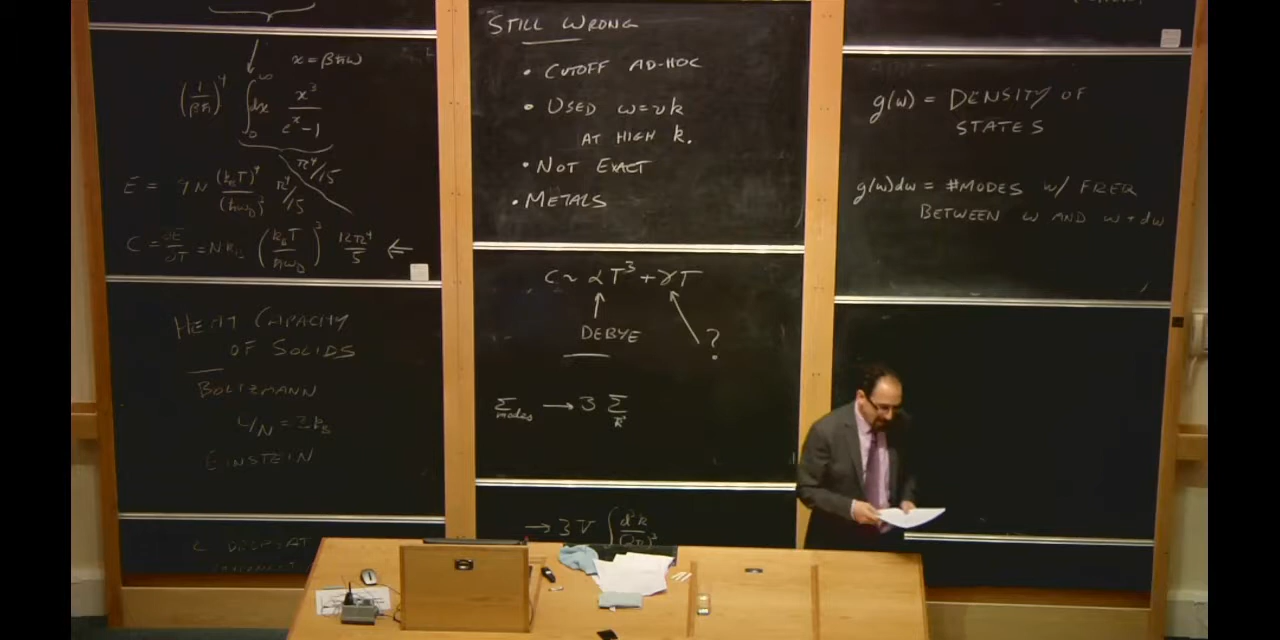 x = βħω
(1/βħ)⁴ ∫₀^∞ dx x³/(eˣ-1)
π⁴/15
E = 9N (k_BT)⁴/(ħω_D)³ π⁴/15
C = ∂E/∂T = N k_B (k_BT/ħω_D)³ 12π⁴/5 ⇐
HEAT CAPACITY
OF SOLIDS
BOLTZMANN
C/N = 3k_B
EINSTEIN
STILL WRONG
• CUTOFF AD-HOC
• USED ω=vk
AT HIGH k.
• NOT EXACT
• METALS
C ~ αT³ + γT
↑
DEBYE
?
Σ_modes → 3 Σ_k
→ 3V ∫ d³k/(2π)³
g(ω) = DENSITY OF
STATES
g(ω)dω = #MODES W/ FREQ
BETWEEN ω AND ω+dω